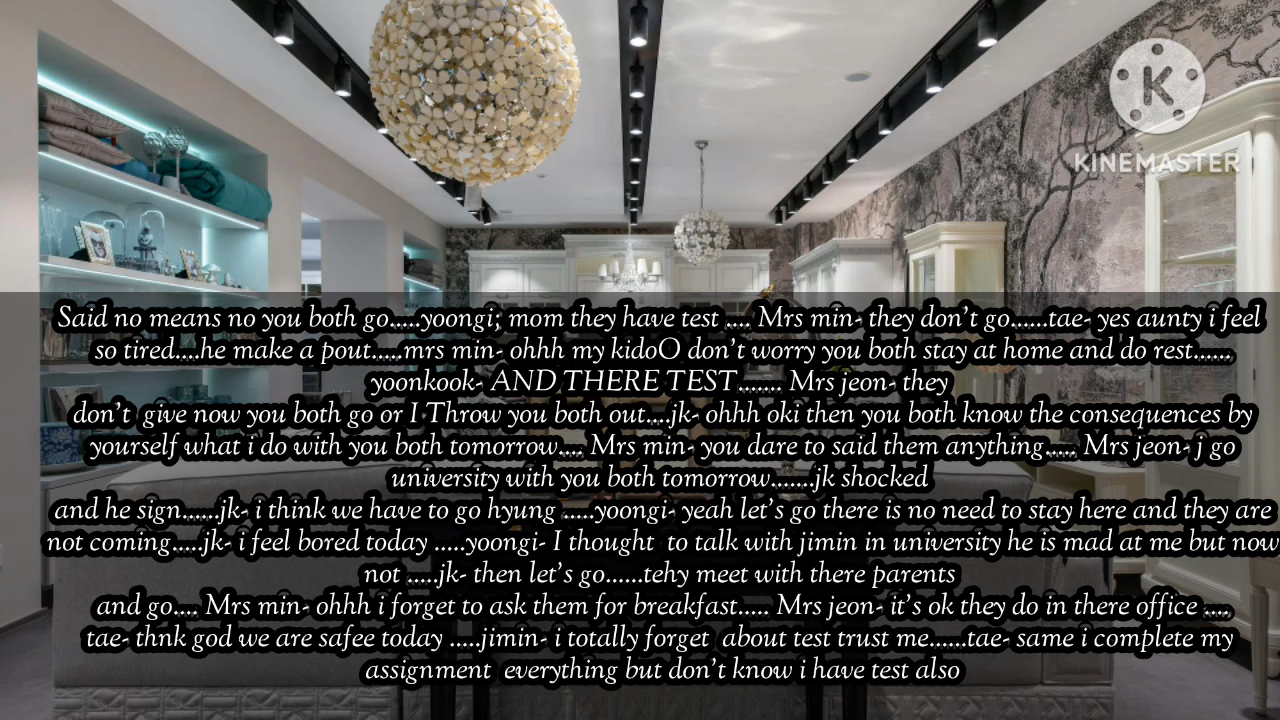 K
KINEMASTER
Said no means no you both go.....yoongi; mom they have test .... Mrs min- they don't go......tae- yes aunty i feel
so tired....he make a pout.....mrs min- ohhh my kidoO don't worry you both stay at home and do rest......
yoonkook- AND THERE TEST....... Mrs jeon- they
don't give now you both go or I Throw you both out....jk- ohhh oki then you both know the consequences by
yourself what i do with you both tomorrow.... Mrs min- you dare to said them anything..... Mrs jeon- j go
university with you both tomorrow.......jk shocked
and he sign......jk- i think we have to go hyung .....yoongi- yeah let's go there is no need to stay here and they are
not coming.....jk- i feel bored today .....yoongi- I thought to talk with jimin in university he is mad at me but now
not .....jk- then let's go......tehy meet with there parents
and go.... Mrs min- ohhh i forget to ask them for breakfast..... Mrs jeon- it's ok they do in there office ....
tae- thnk god we are safee today .....jimin- i totally forget about test trust me......tae- same i complete my
assignment everything but don't know i have test also